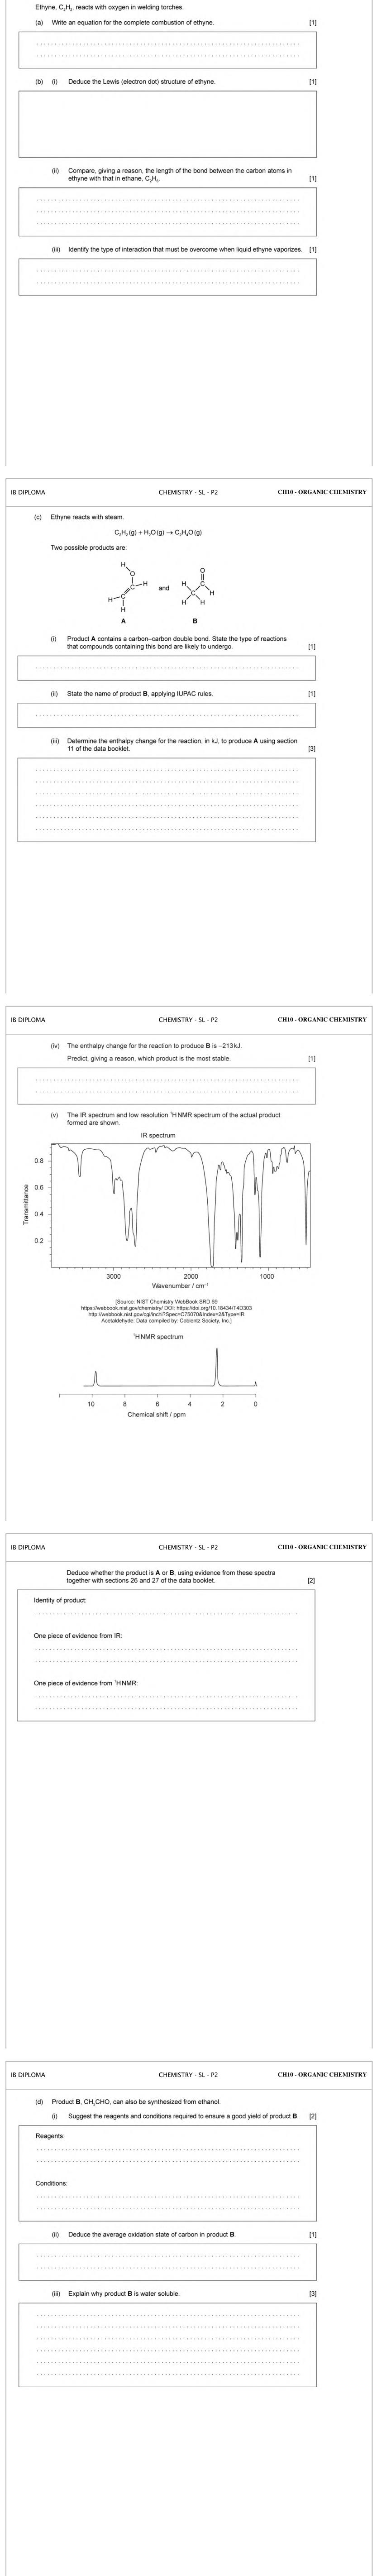 Ethyne, C₂H₂, reacts with oxygen in welding torches.
(a) Write an equation for the complete combustion of ethyne. [1]
(b) (i) Deduce the Lewis (electron dot) structure of ethyne. [1]
(ii) Compare, giving a reason, the length of the bond between the carbon atoms in
ethyne with that in ethane, C₂H₆. [1]
(iii) Identify the type of interaction that must be overcome when liquid ethyne vaporizes. [1]
IB DIPLOMA CHEMISTRY - SL - P2 CH10 - ORGANIC CHEMISTRY
(c) Ethyne reacts with steam.
C₂H₂(g) + H₂O(g) → C₂H₄O(g)
Two possible products are:
H
O
C H
H C
H
and
O
H C
C H
H H
A B
(i) Product A contains a carbon–carbon double bond. State the type of reactions
that compounds containing this bond are likely to undergo. [1]
(ii) State the name of product B, applying IUPAC rules. [1]
(iii) Determine the enthalpy change for the reaction, in kJ, to produce A using section
11 of the data booklet. [3]
IB DIPLOMA CHEMISTRY - SL - P2 CH10 - ORGANIC CHEMISTRY
(iv) The enthalpy change for the reaction to produce B is −213 kJ.
Predict, giving a reason, which product is the most stable. [1]
(v) The IR spectrum and low resolution ¹H NMR spectrum of the actual product
formed are shown.
IR spectrum
Transmittance
0.8
0.6
0.4
0.2
3000 2000 1000
Wavenumber / cm⁻¹
[Source: NIST Chemistry WebBook SRD 69
https://webbook.nist.gov/chemistry/ DOI: https://doi.org/10.18434/T4D303
http://webbook.nist.gov/cgi/inchi?Spec=C75070&Index=2&Type=IR
Acetaldehyde: Data compiled by: Coblentz Society, Inc.]
¹H NMR spectrum
10 8 6 4 2 0
Chemical shift / ppm
IB DIPLOMA CHEMISTRY - SL - P2 CH10 - ORGANIC CHEMISTRY
Deduce whether the product is A or B, using evidence from these spectra
together with sections 26 and 27 of the data booklet. [2]
Identity of product:
One piece of evidence from IR:
One piece of evidence from ¹H NMR:
IB DIPLOMA CHEMISTRY - SL - P2 CH10 - ORGANIC CHEMISTRY
(d) Product B, CH₃CHO, can also be synthesized from ethanol.
(i) Suggest the reagents and conditions required to ensure a good yield of product B. [2]
Reagents:
Conditions:
(ii) Deduce the average oxidation state of carbon in product B. [1]
(iii) Explain why product B is water soluble. [3]